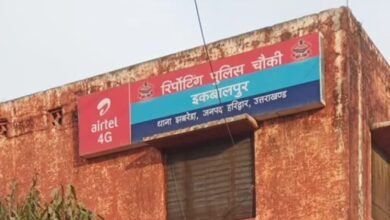 रिर्पोटिंग पुलिस चौकी
इकबालपुर
थाना झबरेडा, जनपद हरिद्वार, उत्तराखण्ड
airtel
4G